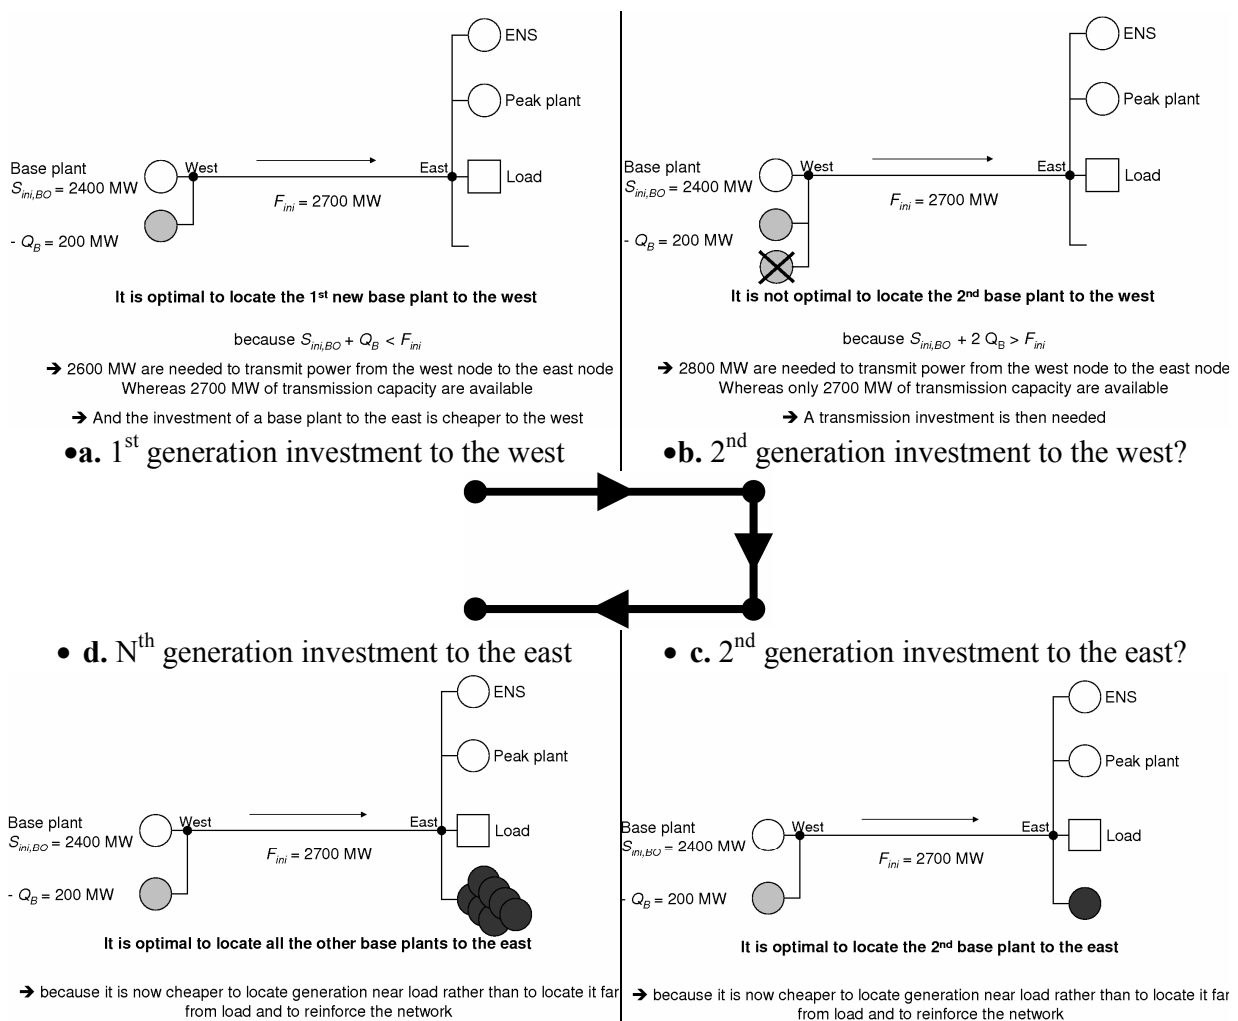 ENS
Peak plant
Base plant
S_ini,BO = 2400 MW
West
East
Load
F_ini = 2700 MW
- Q_B = 200 MW
It is optimal to locate the 1st new base plant to the west
because S_ini,BO + Q_B < F_ini
➔ 2600 MW are needed to transmit power from the west node to the east node
Whereas 2700 MW of transmission capacity are available
➔ And the investment of a base plant to the east is cheaper to the west
•a. 1st generation investment to the west
ENS
Peak plant
Base plant
S_ini,BO = 2400 MW
West
East
Load
F_ini = 2700 MW
- Q_B = 200 MW
It is not optimal to locate the 2nd base plant to the west
because S_ini,BO + 2 Q_B > F_ini
➔ 2800 MW are needed to transmit power from the west node to the east node
Whereas only 2700 MW of transmission capacity are available
➔ A transmission investment is then needed
•b. 2nd generation investment to the west?
• d. Nth generation investment to the east
ENS
Peak plant
Base plant
S_ini,BO = 2400 MW
West
East
Load
F_ini = 2700 MW
- Q_B = 200 MW
It is optimal to locate all the other base plants to the east
➔ because it is now cheaper to locate generation near load rather than to locate it far
from load and to reinforce the network
• c. 2nd generation investment to the east?
ENS
Peak plant
Base plant
S_ini,BO = 2400 MW
West
East
Load
F_ini = 2700 MW
- Q_B = 200 MW
It is optimal to locate the 2nd base plant to the east
➔ because it is now cheaper to locate generation near load rather than to locate it far
from load and to reinforce the network